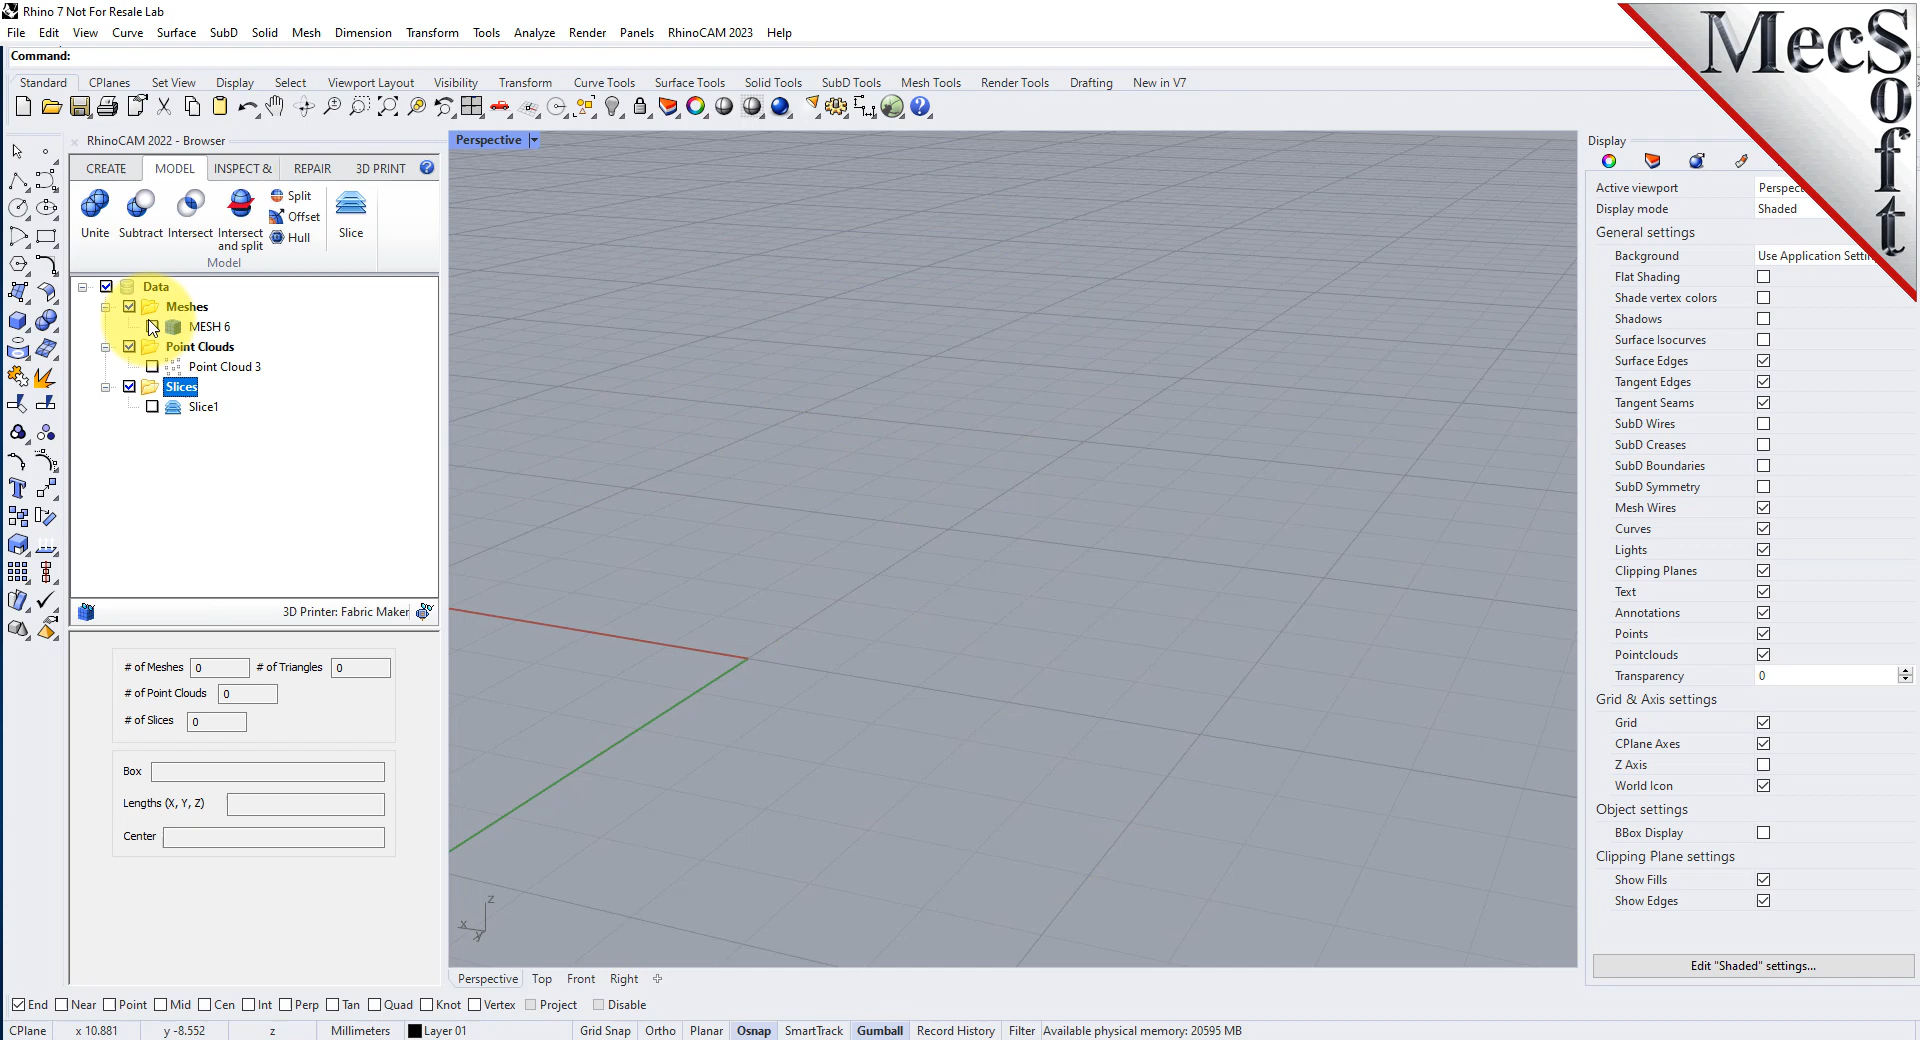 Rhino 7 Not For Resale Lab
File Edit View Curve Surface SubD Solid Mesh Dimension Transform Tools Analyze Render Panels RhinoCAM 2023 Help
Command:
Standard CPlanes Set View Display Select Viewport Layout Visibility Transform Curve Tools Surface Tools Solid Tools SubD Tools Mesh Tools Render Tools Drafting New in V7
MecSoft
RhinoCAM 2022 - Browser
CREATE MODEL INSPECT & REPAIR 3D PRINT
Unite Subtract Intersect Intersect and split Split Offset Hull Slice
Model
Data
Meshes
MESH 6
Point Clouds
Point Cloud 3
Slices
Slice1
3D Printer: Fabric Maker
# of Meshes 0 # of Triangles 0
# of Point Clouds 0
# of Slices 0
Box
Lengths (X, Y, Z)
Center
Perspective
z
x
y
Perspective Top Front Right
Display
Active viewport Perspect
Display mode Shaded
General settings
Background Use Application Settin
Flat Shading
Shade vertex colors
Shadows
Surface Isocurves
Surface Edges
Tangent Edges
Tangent Seams
SubD Wires
SubD Creases
SubD Boundaries
SubD Symmetry
Mesh Wires
Curves
Lights
Clipping Planes
Text
Annotations
Points
Pointclouds
Transparency 0
Grid & Axis settings
Grid
CPlane Axes
Z Axis
World Icon
Object settings
BBox Display
Clipping Plane settings
Show Fills
Show Edges
Edit "Shaded" settings...
End Near Point Mid Cen Int Perp Tan Quad Knot Vertex Project Disable
CPlane x 10.881 y -8.552 z Millimeters Layer 01 Grid Snap Ortho Planar Osnap SmartTrack Gumball Record History Filter Available physical memory: 20595 MB